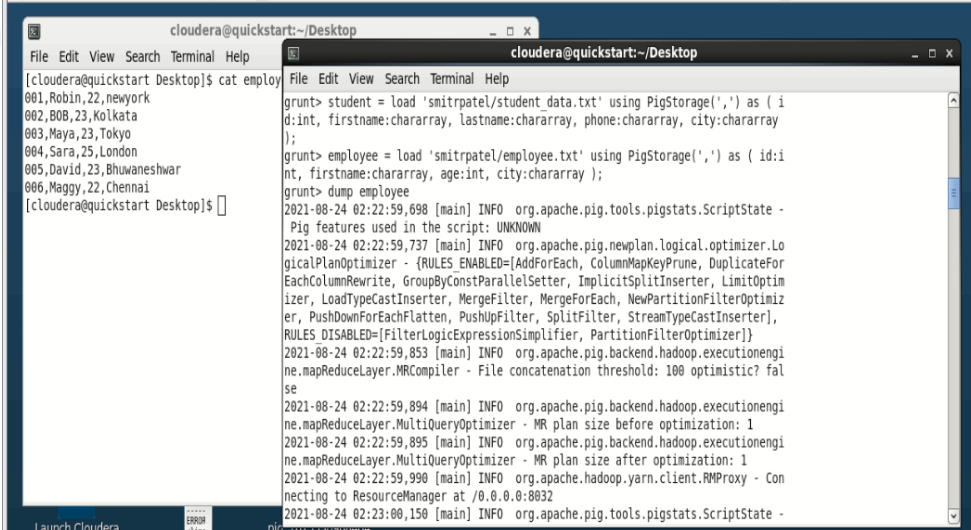 cloudera@quickstart:~/Desktop
File Edit View Search Terminal Help
[cloudera@quickstart Desktop]$ cat employ
001,Robin,22,newyork
002,BOB,23,Kolkata
003,Maya,23,Tokyo
004,Sara,25,London
005,David,23,Bhuwaneshwar
006,Maggy,22,Chennai
[cloudera@quickstart Desktop]$
cloudera@quickstart:~/Desktop
File Edit View Search Terminal Help
grunt> student = load 'smitrpatel/student_data.txt' using PigStorage(',') as ( i
d:int, firstname:chararray, lastname:chararray, phone:chararray, city:chararray
);
grunt> employee = load 'smitrpatel/employee.txt' using PigStorage(',') as ( id:i
nt, firstname:chararray, age:int, city:chararray );
grunt> dump employee
2021-08-24 02:22:59,698 [main] INFO  org.apache.pig.tools.pigstats.ScriptState -
 Pig features used in the script: UNKNOWN
2021-08-24 02:22:59,737 [main] INFO  org.apache.pig.newplan.logical.optimizer.Lo
gicalPlanOptimizer - {RULES_ENABLED=[AddForEach, ColumnMapKeyPrune, DuplicateFor
EachColumnRewrite, GroupByConstParallelSetter, ImplicitSplitInserter, LimitOptim
izer, LoadTypeCastInserter, MergeFilter, MergeForEach, NewPartitionFilterOptimiz
er, PushDownForEachFlatten, PushUpFilter, SplitFilter, StreamTypeCastInserter],
RULES_DISABLED=[FilterLogicExpressionSimplifier, PartitionFilterOptimizer]}
2021-08-24 02:22:59,853 [main] INFO  org.apache.pig.backend.hadoop.executionengi
ne.mapReduceLayer.MRCompiler - File concatenation threshold: 100 optimistic? fal
se
2021-08-24 02:22:59,894 [main] INFO  org.apache.pig.backend.hadoop.executionengi
ne.mapReduceLayer.MultiQueryOptimizer - MR plan size before optimization: 1
2021-08-24 02:22:59,895 [main] INFO  org.apache.pig.backend.hadoop.executionengi
ne.mapReduceLayer.MultiQueryOptimizer - MR plan size after optimization: 1
2021-08-24 02:22:59,990 [main] INFO  org.apache.hadoop.yarn.client.RMProxy - Con
necting to ResourceManager at /0.0.0.0:8032
2021-08-24 02:23:00,150 [main] INFO  org.apache.pig.tools.pigstats.ScriptState -
ERROR
Launch Cloudera